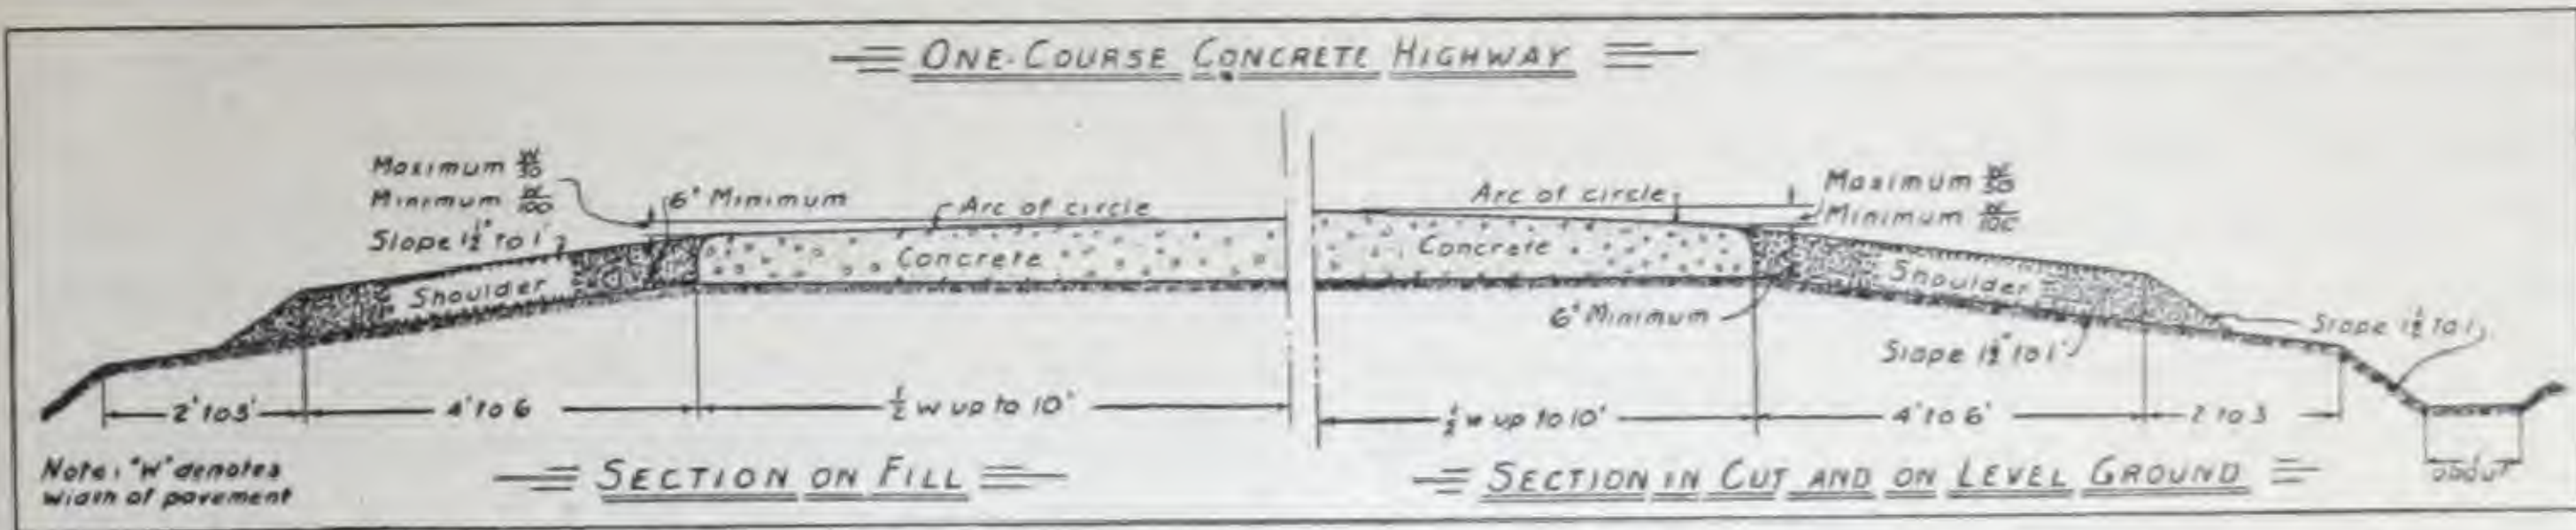 ONE-COURSE CONCRETE HIGHWAY
Maximum W/50
Minimum W/100
Slope 1½" to 1'
6" Minimum
Arc of circle
Concrete
Shoulder
2' to 3'
4' to 6
½ W up to 10'
Note: "W" denotes
width of pavement
SECTION ON FILL
Arc of circle
Maximum W/50
Minimum W/100
Concrete
Shoulder
6" Minimum
Slope 1½" to 1'
Slope 1½ to 1
½ W up to 10'
4' to 6'
2 to 3
about
SECTION IN CUT AND ON LEVEL GROUND